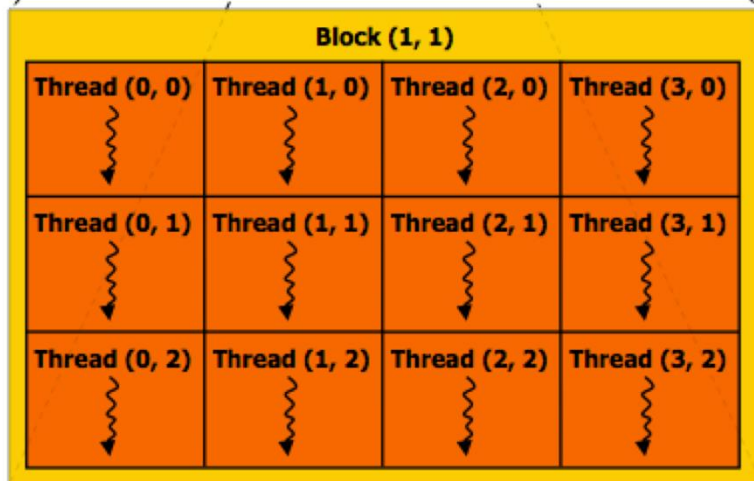 Block (1, 1)
Thread (0, 0) Thread (1, 0) Thread (2, 0) Thread (3, 0)
Thread (0, 1) Thread (1, 1) Thread (2, 1) Thread (3, 1)
Thread (0, 2) Thread (1, 2) Thread (2, 2) Thread (3, 2)